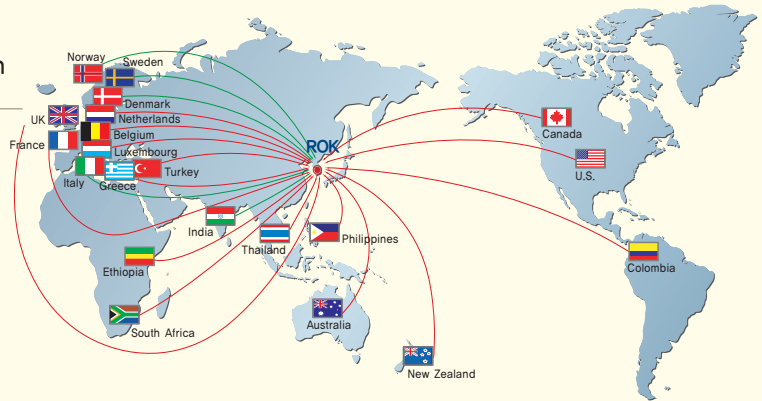 n
Norway
Sweden
Denmark
UK
Netherlands
Belgium
France
Luxembourg
ROK
Canada
U.S.
Italy
Greece
Turkey
India
Thailand
Philippines
Ethiopia
Colombia
South Africa
Australia
New Zealand